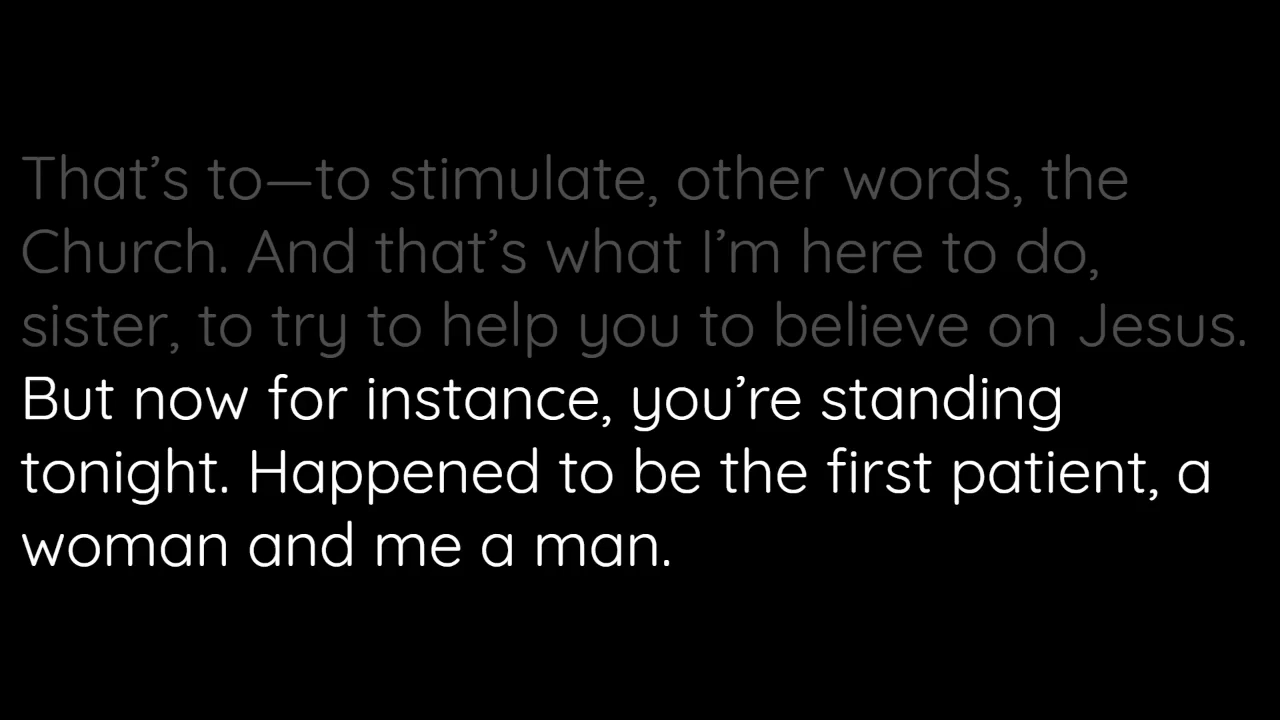 That’s to—to stimulate, other words, the
Church. And that’s what I’m here to do,
sister, to try to help you to believe on Jesus.
But now for instance, you’re standing
tonight. Happened to be the first patient, a
woman and me a man.